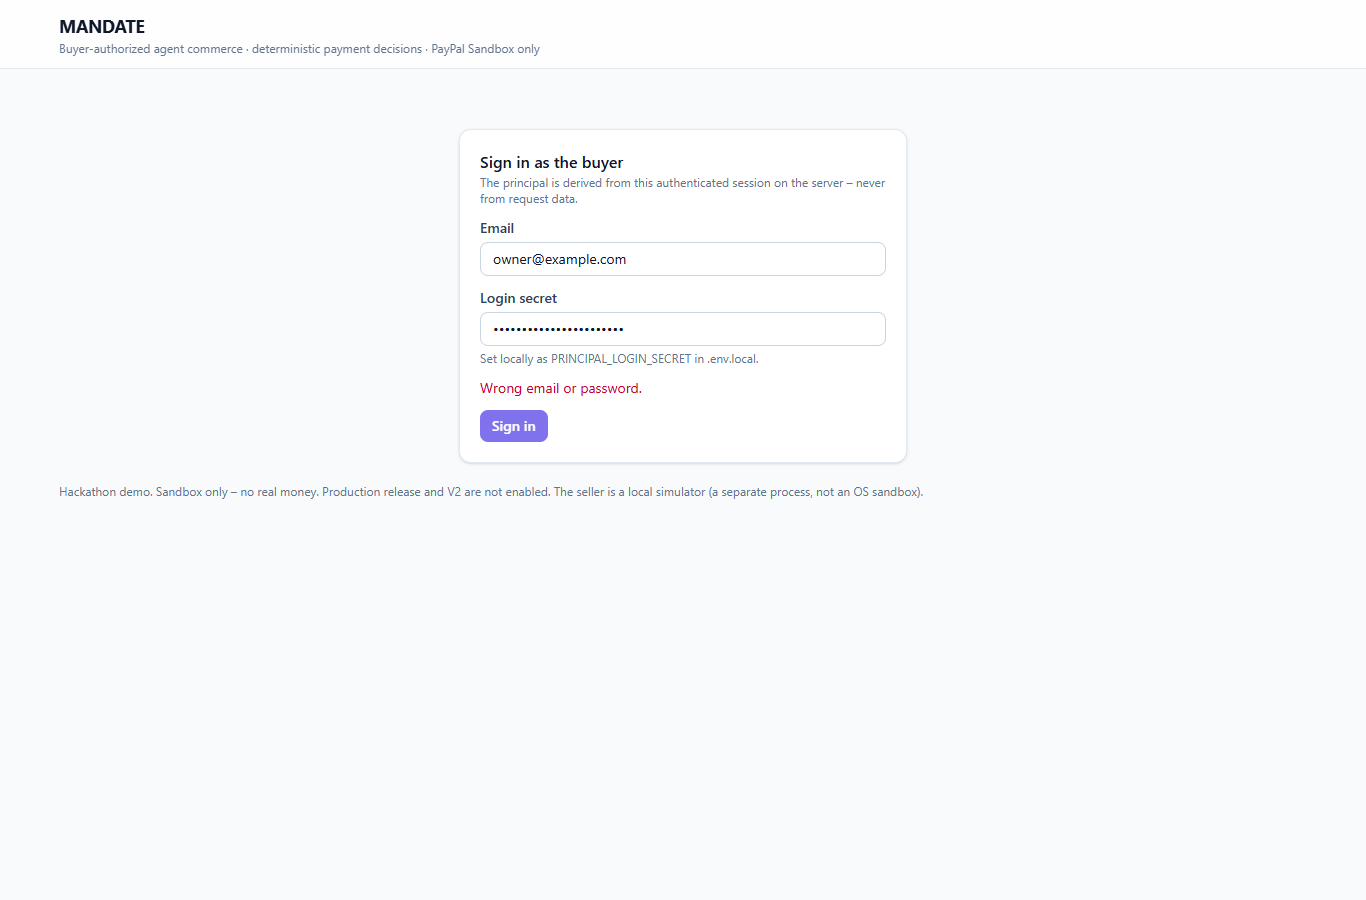 MANDATE
Buyer-authorized agent commerce · deterministic payment decisions · PayPal Sandbox only
Sign in as the buyer
The principal is derived from this authenticated session on the server – never
from request data.
Email
owner@example.com
Login secret
•••••••••••••••••••••••
Set locally as PRINCIPAL_LOGIN_SECRET in .env.local.
Wrong email or password.
Sign in
Hackathon demo. Sandbox only – no real money. Production release and V2 are not enabled. The seller is a local simulator (a separate process, not an OS sandbox).